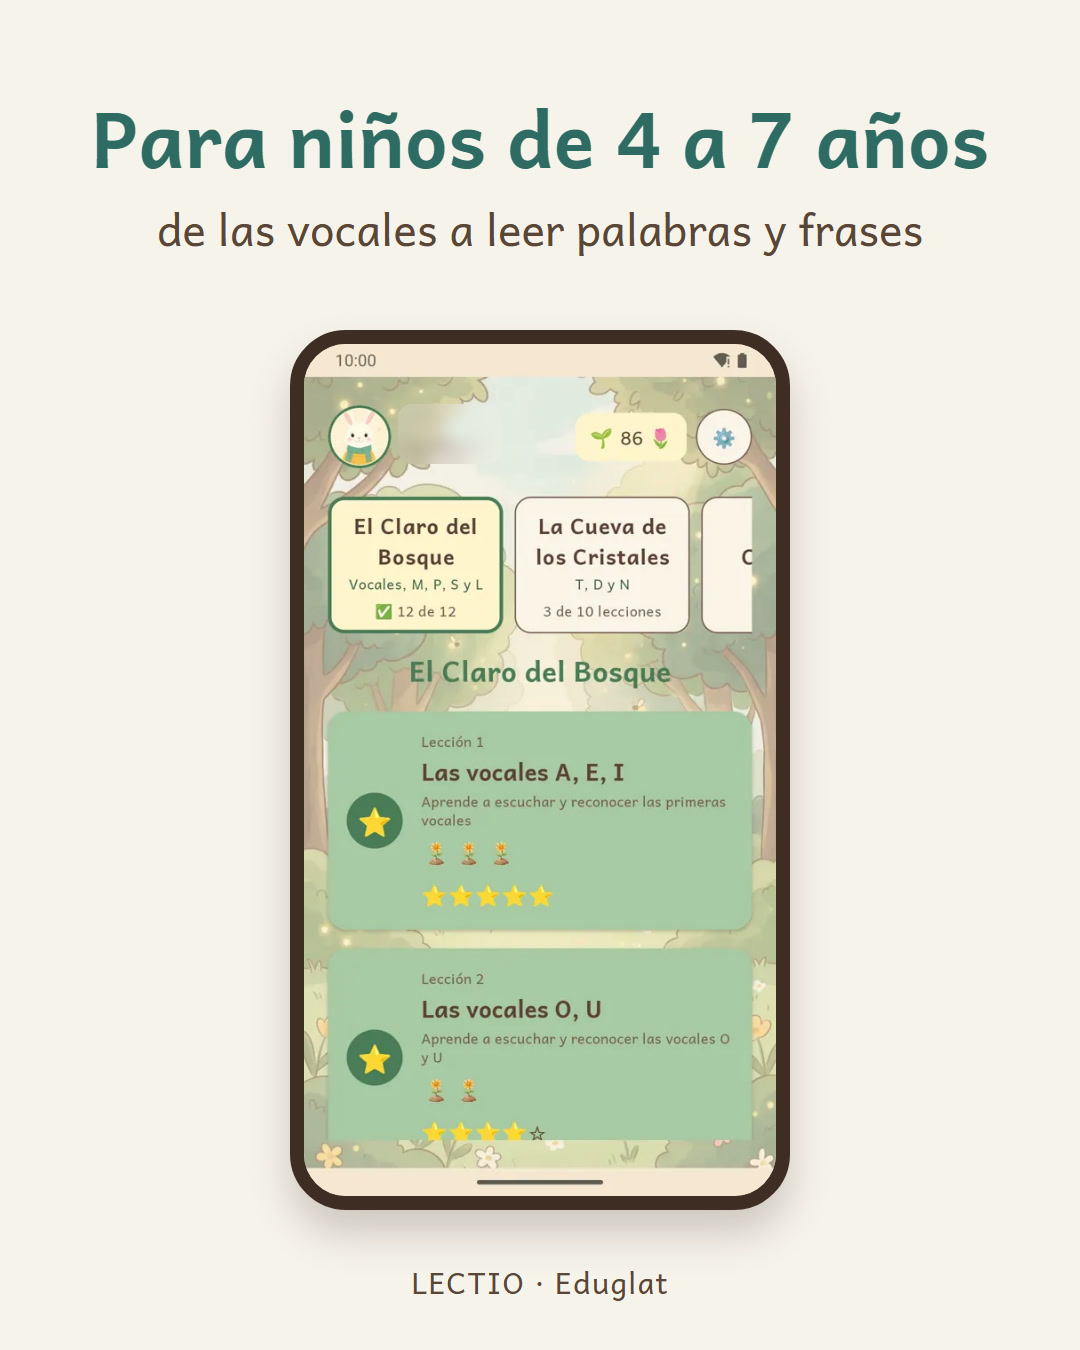 Para niños de 4 a 7 años
de las vocales a leer palabras y frases
10:00
86
El Claro del
Bosque
Vocales, M, P, S y L
12 de 12
La Cueva de
los Cristales
T, D y N
3 de 10 lecciones
C
El Claro del Bosque
Lección 1
Las vocales A, E, I
Aprende a escuchar y reconocer las primeras
vocales
Lección 2
Las vocales O, U
Aprende a escuchar y reconocer las vocales O
y U
LECTIO · Eduglat